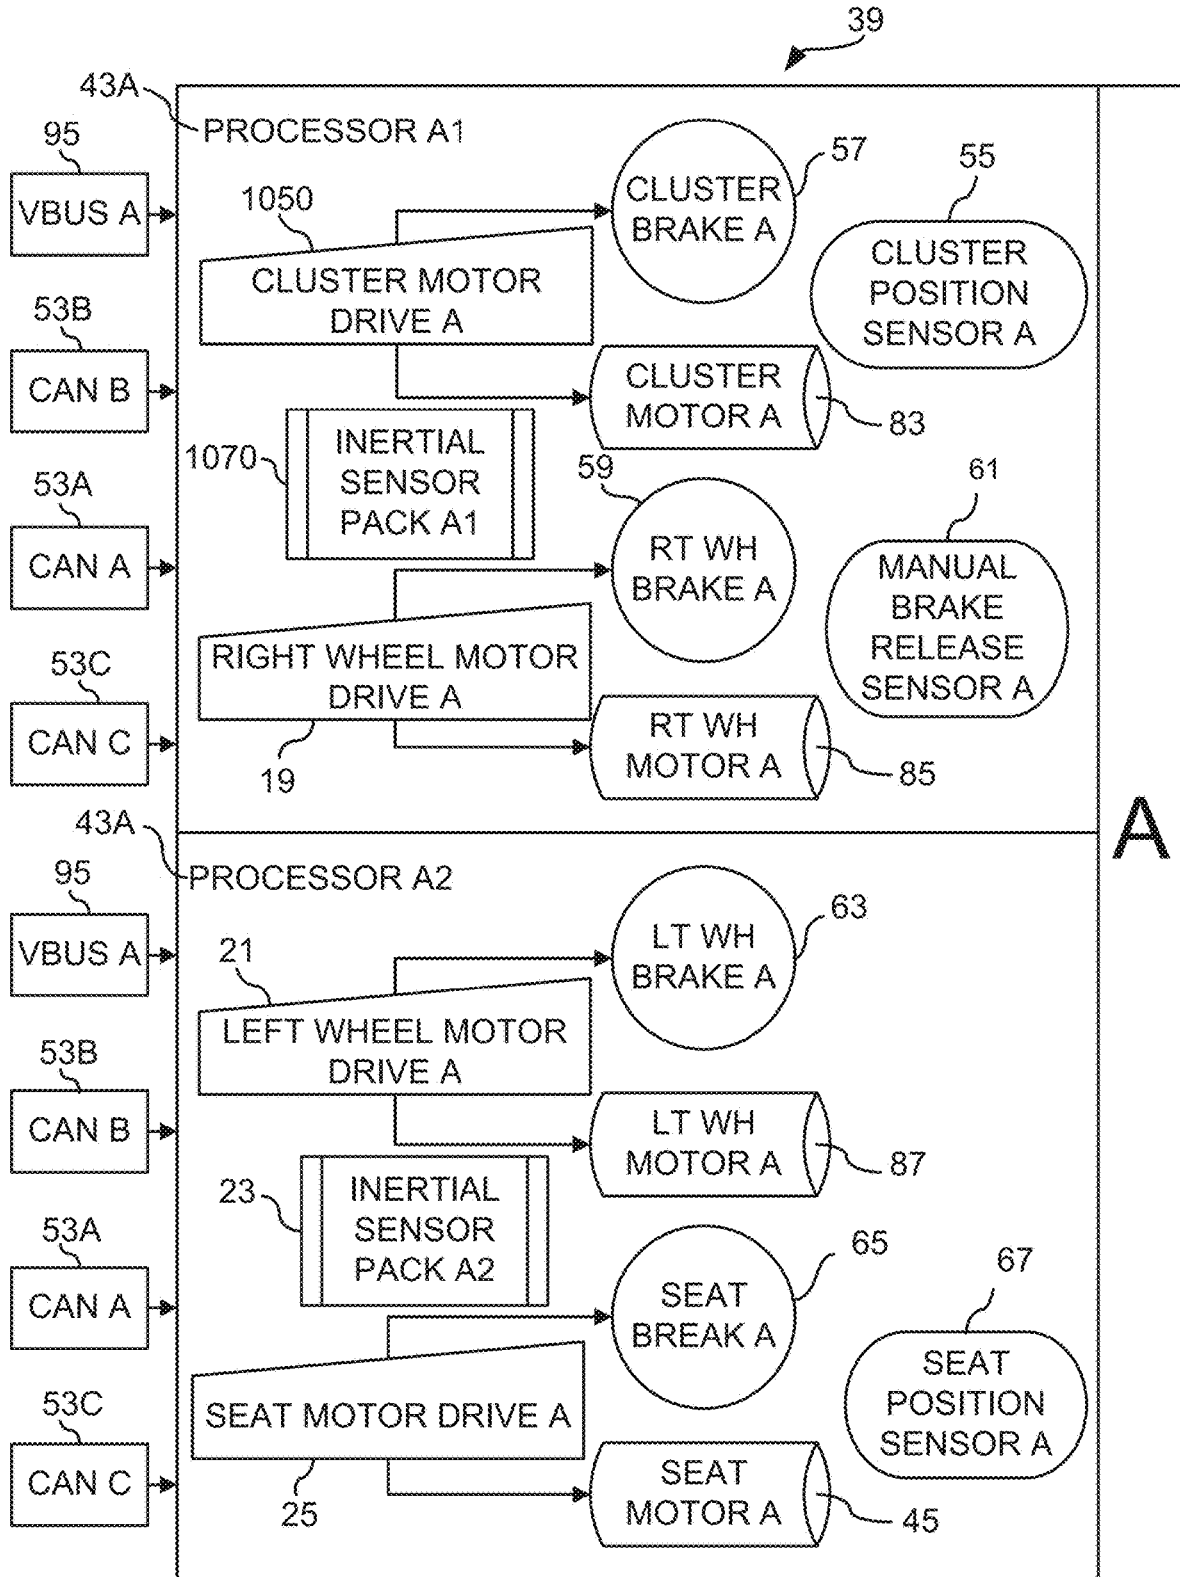 39
43A
PROCESSOR A1
95
VBUS A
1050
CLUSTER MOTOR
DRIVE A
CLUSTER
BRAKE A
57
55
CLUSTER
POSITION
SENSOR A
53B
CAN B
CLUSTER
MOTOR A
83
1070
INERTIAL
SENSOR
PACK A1
53A
CAN A
59
RT WH
BRAKE A
61
MANUAL
BRAKE
RELEASE
SENSOR A
RIGHT WHEEL MOTOR
DRIVE A
19
53C
CAN C
RT WH
MOTOR A
85
A
43A
PROCESSOR A2
95
VBUS A
21
LEFT WHEEL MOTOR
DRIVE A
LT WH
BRAKE A
63
53B
CAN B
LT WH
MOTOR A
87
23
INERTIAL
SENSOR
PACK A2
53A
CAN A
SEAT
BREAK A
65
67
SEAT
POSITION
SENSOR A
SEAT MOTOR DRIVE A
25
53C
CAN C
SEAT
MOTOR A
45